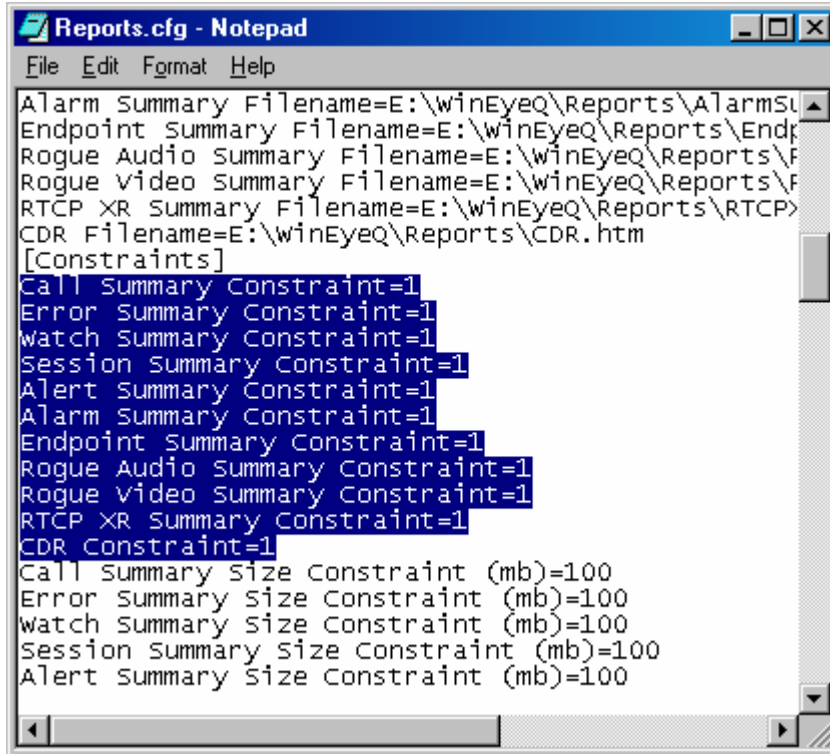 Reports.cfg - Notepad
File Edit Format Help
Alarm Summary Filename=E:\WinEyeQ\Reports\AlarmSu
Endpoint Summary Filename=E:\WinEyeQ\Reports\Endp
Rogue Audio Summary Filename=E:\WinEyeQ\Reports\R
Rogue Video Summary Filename=E:\WinEyeQ\Reports\R
RTCP XR Summary Filename=E:\WinEyeQ\Reports\RTCPX
CDR Filename=E:\WinEyeQ\Reports\CDR.htm
[Constraints]
Call Summary Constraint=1
Error Summary Constraint=1
Watch Summary Constraint=1
Session Summary Constraint=1
Alert Summary Constraint=1
Alarm Summary Constraint=1
Endpoint Summary Constraint=1
Rogue Audio Summary Constraint=1
Rogue Video Summary Constraint=1
RTCP XR Summary Constraint=1
CDR Constraint=1
Call Summary Size Constraint (mb)=100
Error Summary Size Constraint (mb)=100
Watch Summary Size Constraint (mb)=100
Session Summary Size Constraint (mb)=100
Alert Summary Size Constraint (mb)=100